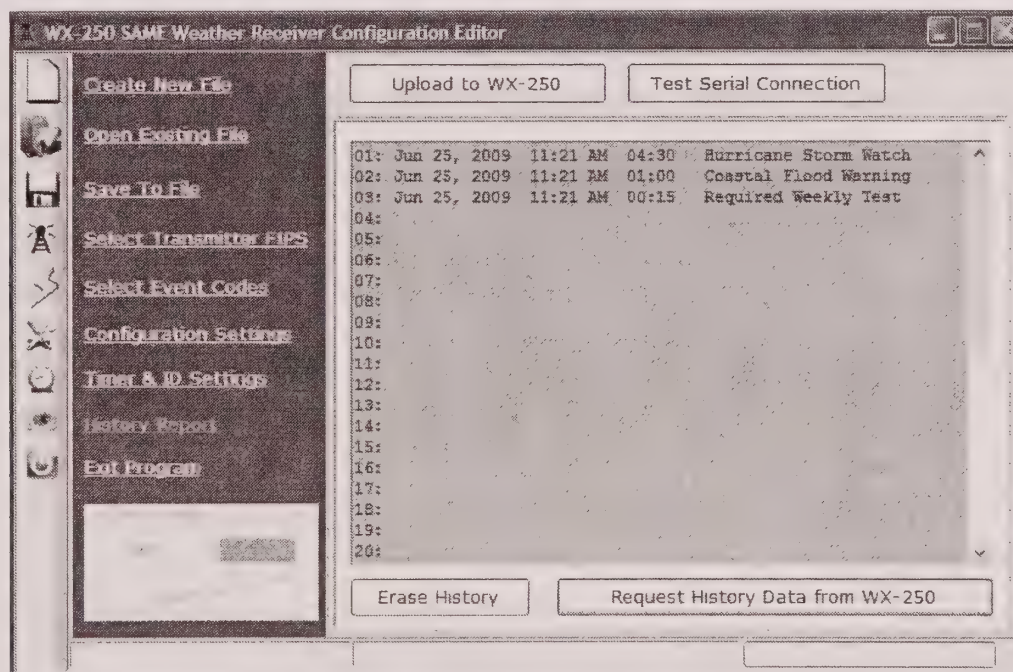 WX-250 SAME Weather Receiver Configuration Editor
Create New File
Open Existing File
Save To File
Select Transmitter FIPS
Select Event Codes
Configuration Settings
Timer & ID Settings
History Report
Exit Program
Upload to WX-250
Test Serial Connection
01: Jun 25, 2009 11:21 AM 04:30 Hurricane Storm Watch
02: Jun 25, 2009 11:21 AM 01:00 Coastal Flood Warning
03: Jun 25, 2009 11:21 AM 00:15 Required Weekly Test
04:
05:
06:
07:
08:
09:
10:
11:
12:
13:
14:
15:
16:
17:
18:
19:
20:
Erase History
Request History Data from WX-250